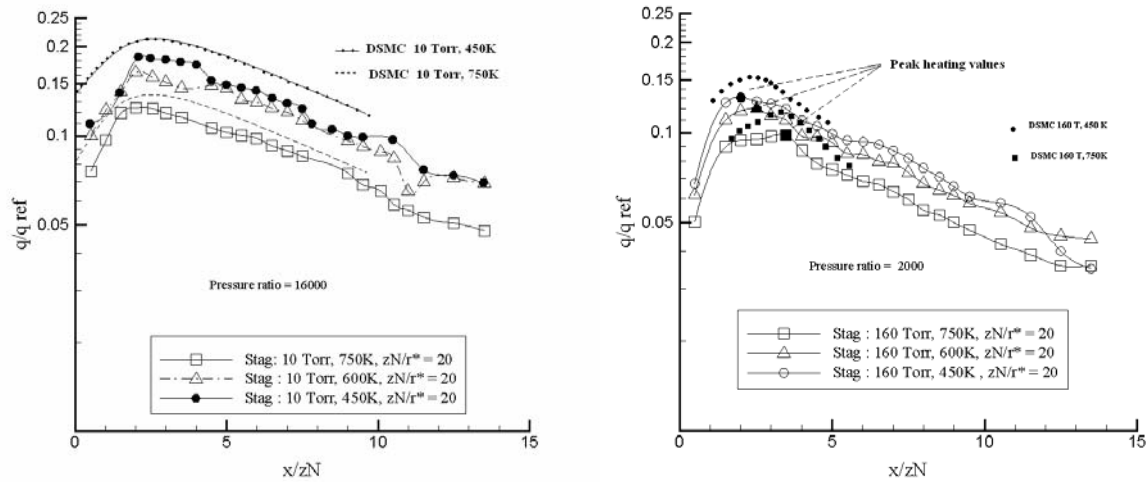 0.25
0.2
0.15
0.1
0.05
q/q ref
DSMC 10 Torr, 450K
DSMC 10 Torr, 750K
Pressure ratio = 16000
Stag: 10 Torr, 750K, zN/r* = 20
Stag: 10 Torr, 600K, zN/r* = 20
Stag: 10 Torr, 450K, zN/r* = 20
0 5 10 15
x/zN
0.25
0.2
0.15
0.1
0.05
q/q ref
Peak heating values
DSMC 160 T, 450 K
DSMC 160 T, 750K
Pressure ratio = 2000
Stag : 160 Torr, 750K, zN/r* = 20
Stag : 160 Torr, 600K, zN/r* = 20
Stag : 160 Torr, 450K , zN/r* = 20
0 5 10 15
x/zN